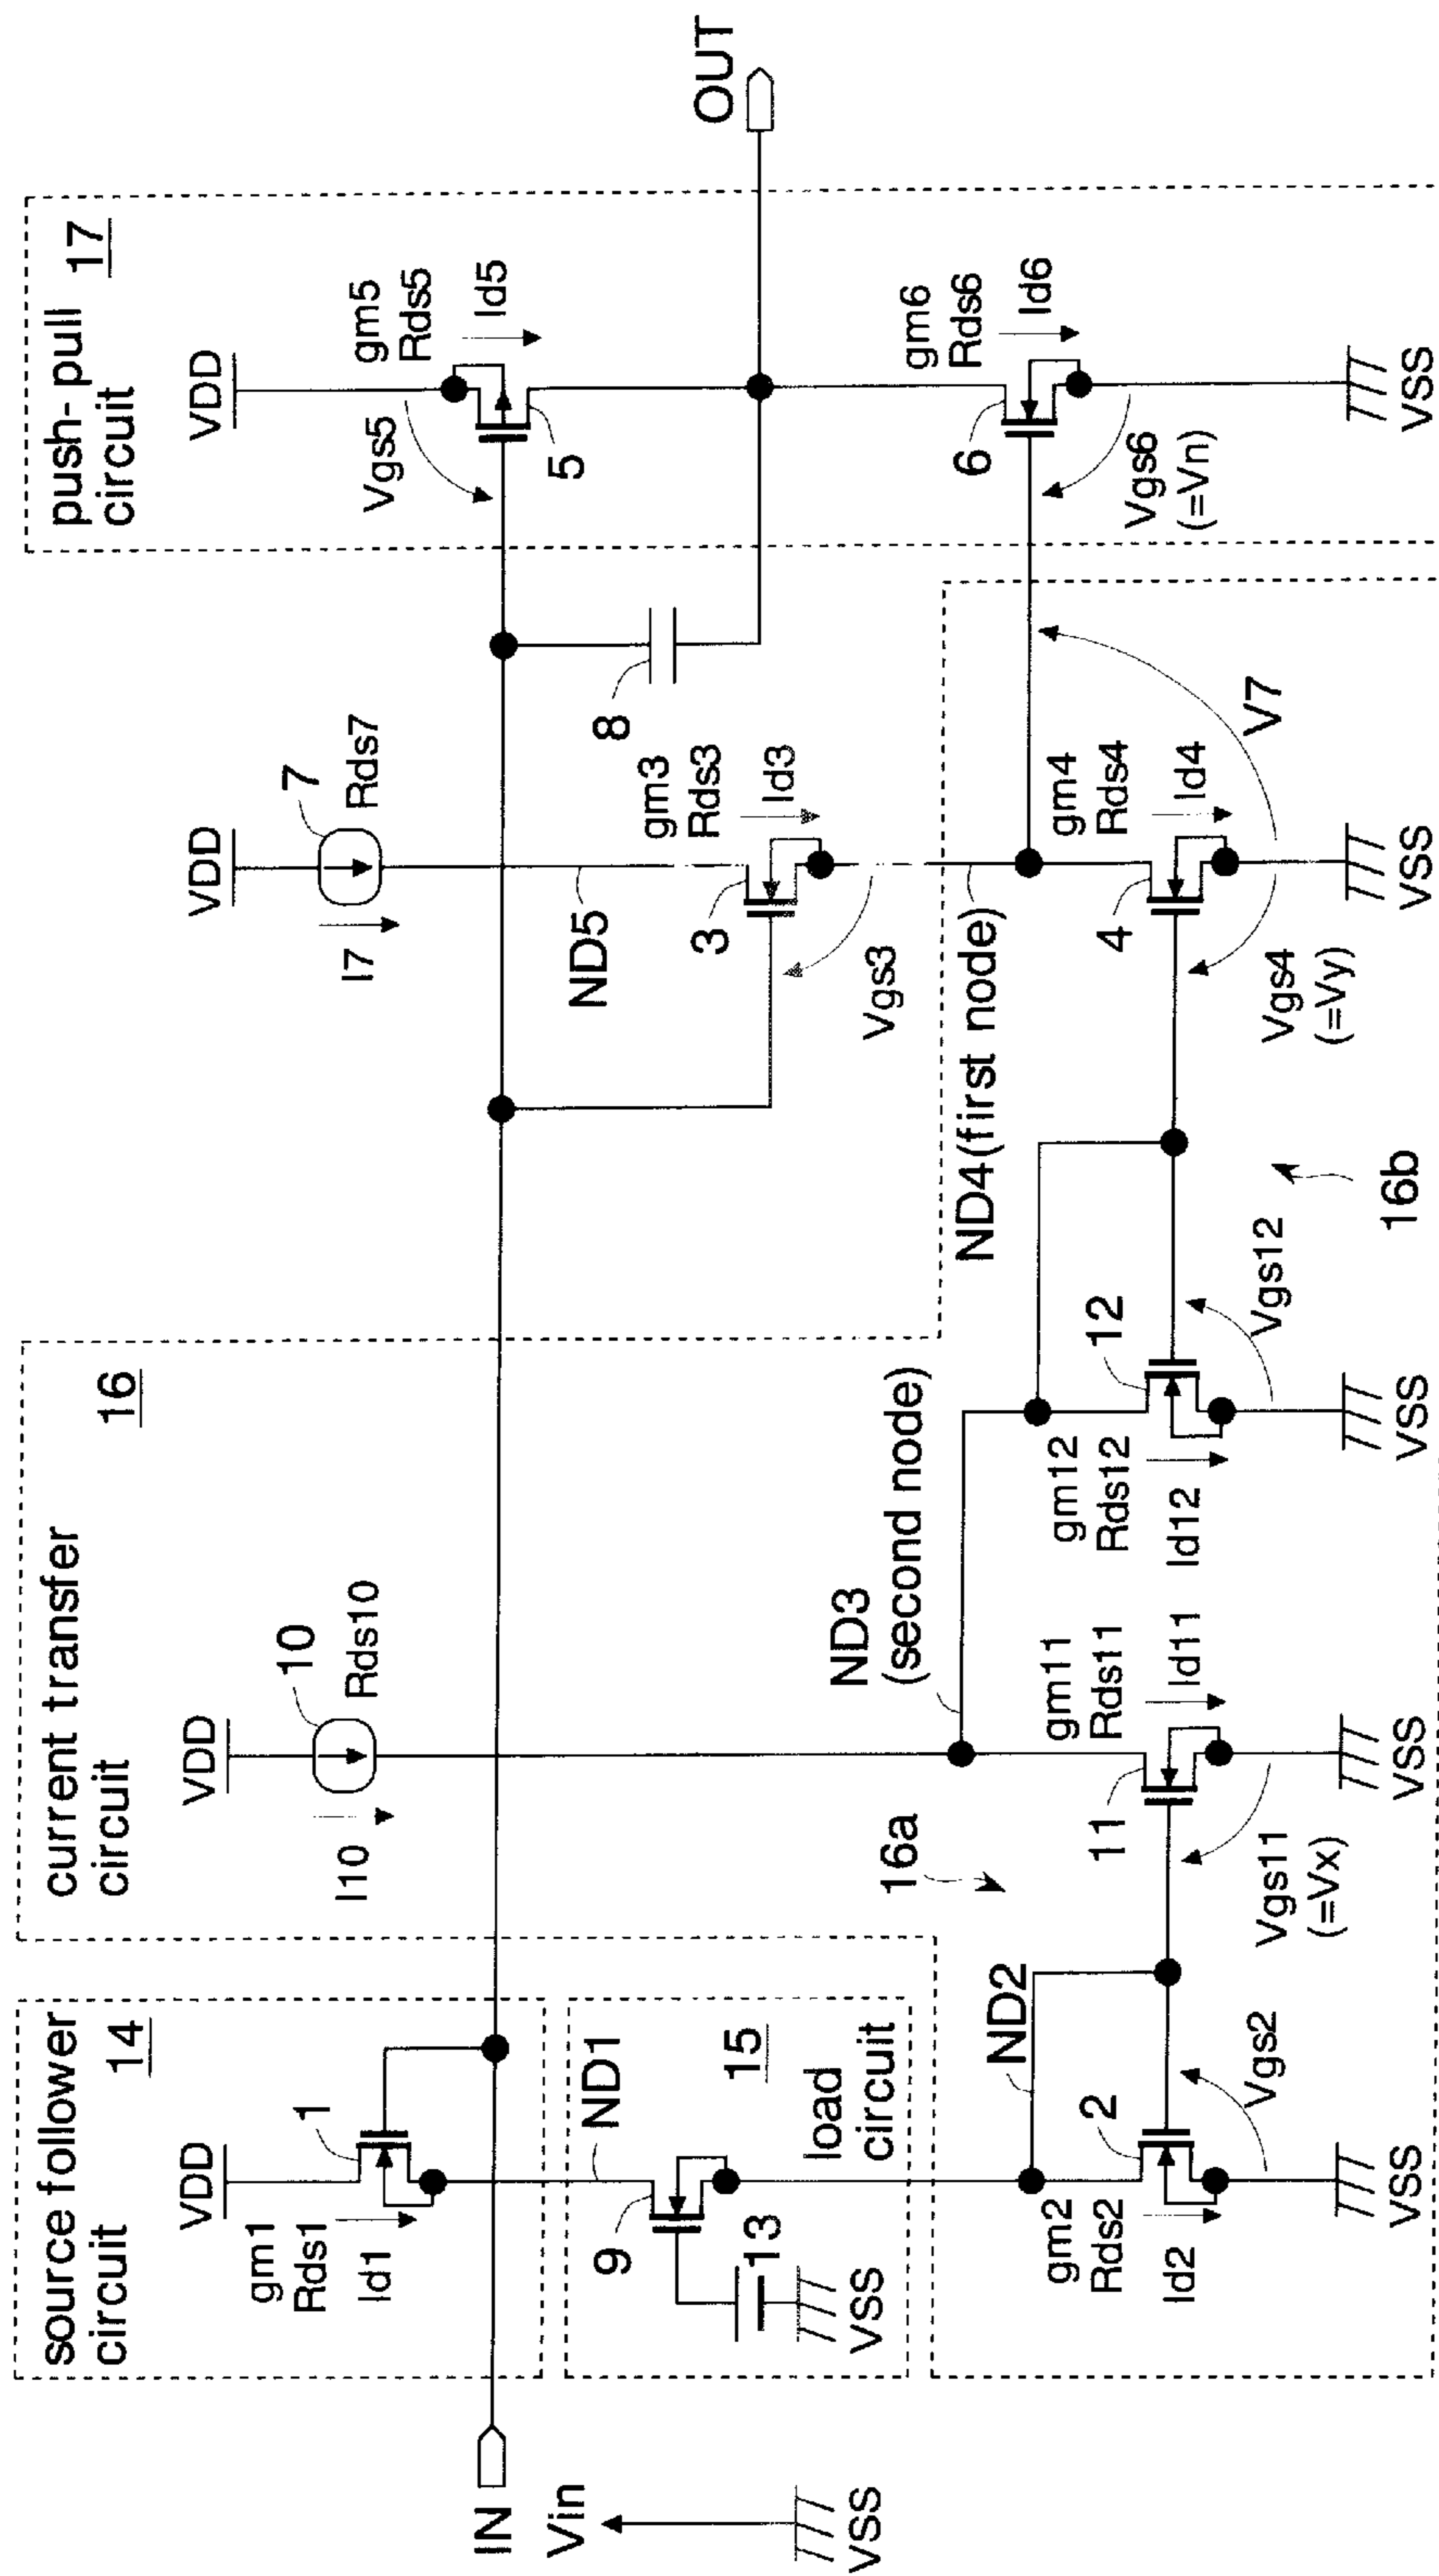 source follower
circuit
14
VDD
gm1
Rds1
Id1
1
ND1
9
13
VSS
15
load
circuit
IN
Vin
VSS
current transfer
circuit
16
VDD
10
Rds10
I10
ND2
gm2
Rds2
Id2
2
Vgs2
VSS
16a
11
gm11
Rds11
Id11
Vgs11
(=Vx)
VSS
ND3
(second node)
gm12
Rds12
Id12
12
Vgs12
VSS
16b
VDD
7
Rds7
I7
ND5
3
gm3
Rds3
Id3
Vgs3
ND4(first node)
4
gm4
Rds4
Id4
Vgs4
(=Vy)
V7
VSS
8
push-pull
circuit
17
VDD
gm5
Rds5
Id5
Vgs5
5
OUT
6
gm6
Rds6
Id6
Vgs6
(=Vn)
VSS